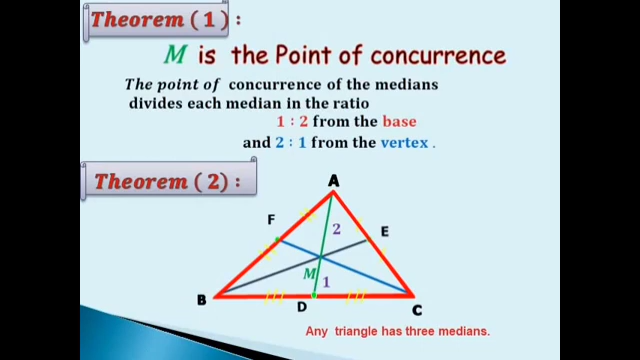 Theorem (1) :
M is the Point of concurrence
The point of concurrence of the medians
divides each median in the ratio
1 : 2 from the base
and 2 : 1 from the vertex .
Theorem (2) :
A
F
2
E
M
1
B
D
C
Any triangle has three medians.